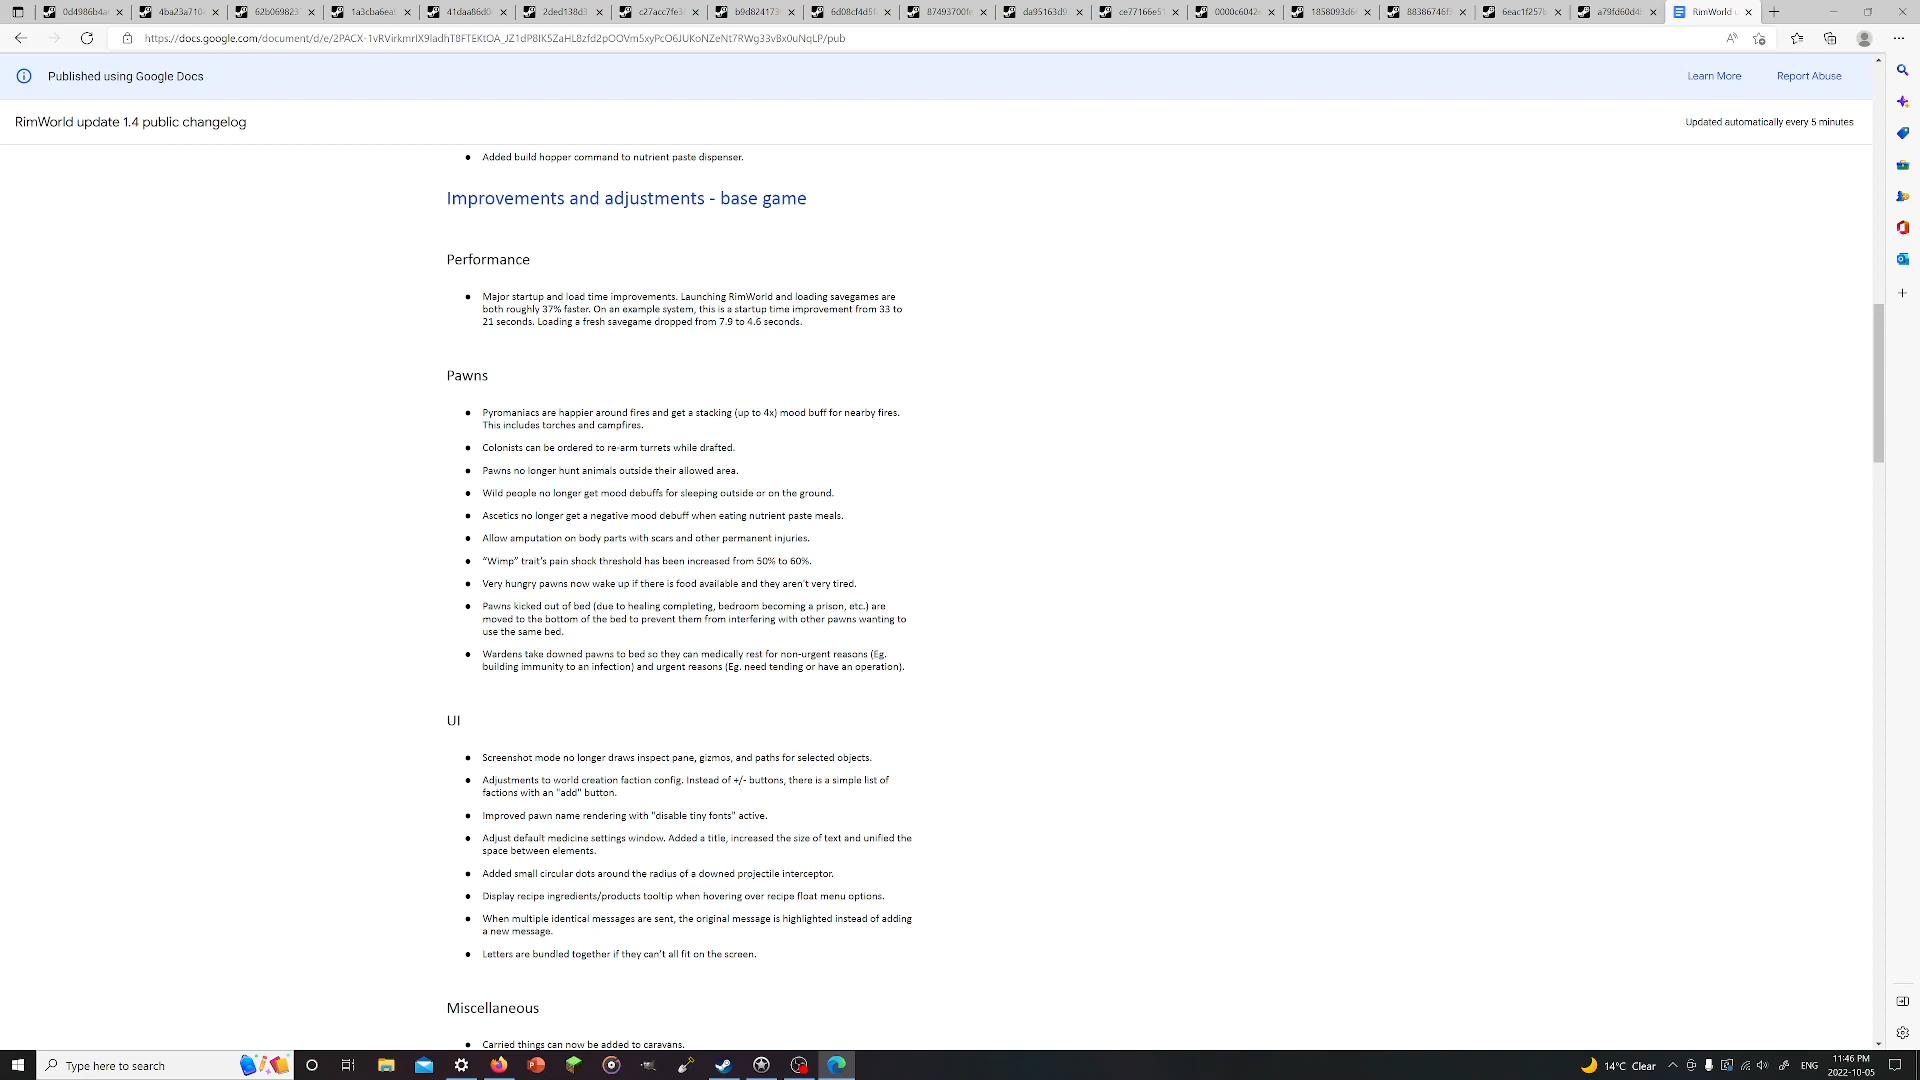 0d4986b4a
4ba23a710
62b069823
1a3cba6ea
41daa86d0
2ded138d3
c27acc7fe3
b9d824173
6d08cf4d5f
87493700fe
da95163d9
ce77166e5
0000c6042
1858093d6
88386746f
6eac1f257b
a79fd60d4
RimWorld u
Published using Google Docs
Learn More
Report Abuse
RimWorld update 1.4 public changelog
Updated automatically every 5 minutes
● Added build hopper command to nutrient paste dispenser.
Improvements and adjustments - base game
Performance
● Major startup and load time improvements. Launching RimWorld and loading savegames are
both roughly 37% faster. On an example system, this is a startup time improvement from 33 to
21 seconds. Loading a fresh savegame dropped from 7.9 to 4.6 seconds.
Pawns
● Pyromaniacs are happier around fires and get a stacking (up to 4x) mood buff for nearby fires.
This includes torches and campfires.
● Colonists can be ordered to re-arm turrets while drafted.
● Pawns no longer hunt animals outside their allowed area.
● Wild people no longer get mood debuffs for sleeping outside or on the ground.
● Ascetics no longer get a negative mood debuff when eating nutrient paste meals.
● Allow amputation on body parts with scars and other permanent injuries.
● “Wimp” trait’s pain shock threshold has been increased from 50% to 60%.
● Very hungry pawns now wake up if there is food available and they aren’t very tired.
● Pawns kicked out of bed (due to healing completing, bedroom becoming a prison, etc.) are
moved to the bottom of the bed to prevent them from interfering with other pawns wanting to
use the same bed.
● Wardens take downed pawns to bed so they can medically rest for non-urgent reasons (Eg.
building immunity to an infection) and urgent reasons (Eg. need tending or have an operation).
UI
● Screenshot mode no longer draws inspect pane, gizmos, and paths for selected objects.
● Adjustments to world creation faction config. Instead of +/- buttons, there is a simple list of
factions with an "add" button.
● Improved pawn name rendering with "disable tiny fonts" active.
● Adjust default medicine settings window. Added a title, increased the size of text and unified the
space between elements.
● Added small circular dots around the radius of a downed projectile interceptor.
● Display recipe ingredients/products tooltip when hovering over recipe float menu options.
● When multiple identical messages are sent, the original message is highlighted instead of adding
a new message.
● Letters are bundled together if they can’t all fit on the screen.
Miscellaneous
● Carried things can now be added to caravans.
Type here to search
14°C Clear
ENG
11:46 PM
2022-10-05